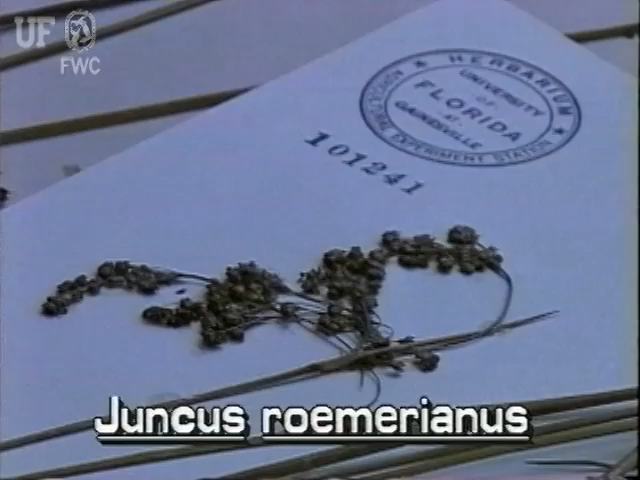 UF
FWC
HERBARIUM
UNIVERSITY
OF
FLORIDA
AT
GAINESVILLE
AGRICULTURAL EXPERIMENT STATION
101241
Juncus roemerianus